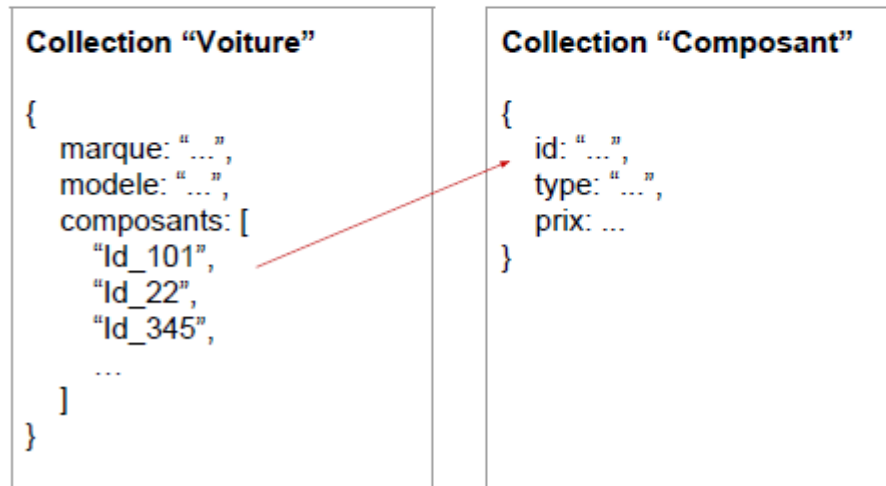 Collection “Voiture”
{
marque: “...”,
modele: “...”,
composants: [
“Id_101”,
“Id_22”,
“Id_345”,
...
]
}
Collection “Composant”
{
id: “...”,
type: “...”,
prix: ...
}